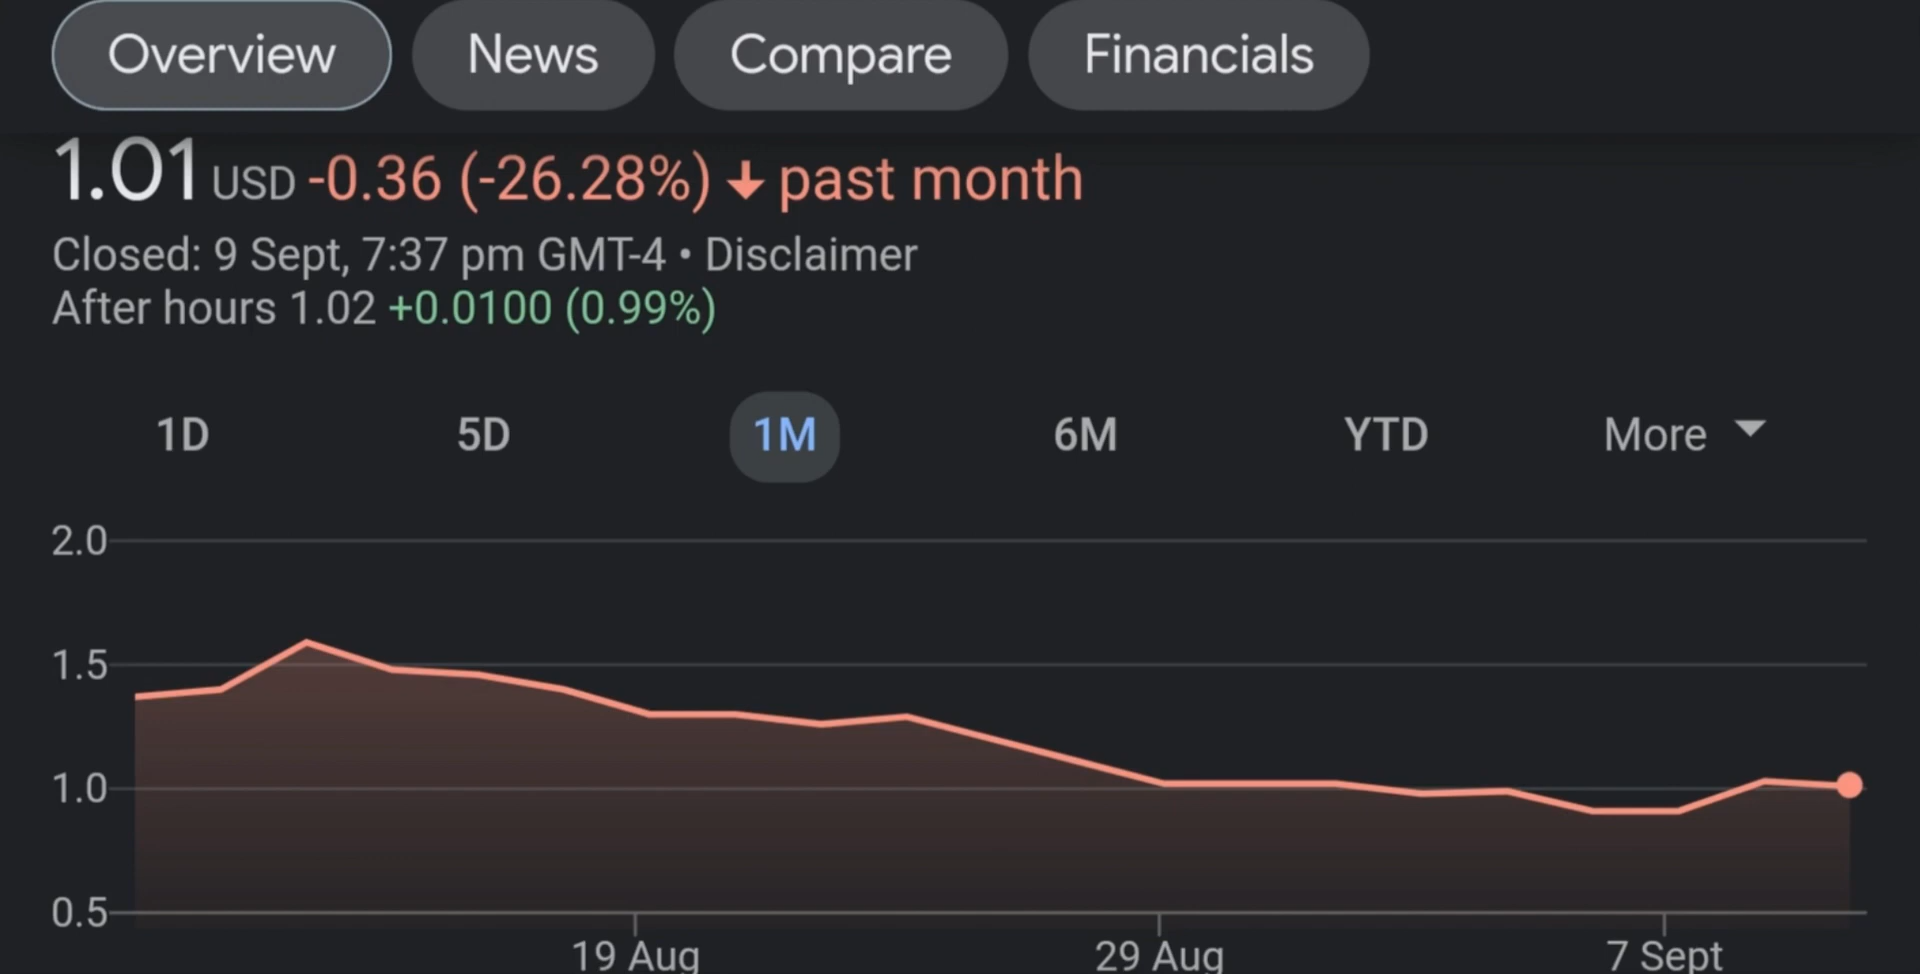 Overview News Compare Financials
1.01 USD -0.36 (-26.28%) ↓ past month
Closed: 9 Sept, 7:37 pm GMT-4 • Disclaimer
After hours 1.02 +0.0100 (0.99%)
1D 5D 1M 6M YTD More
2.0
1.5
1.0
0.5
19 Aug 29 Aug 7 Sept